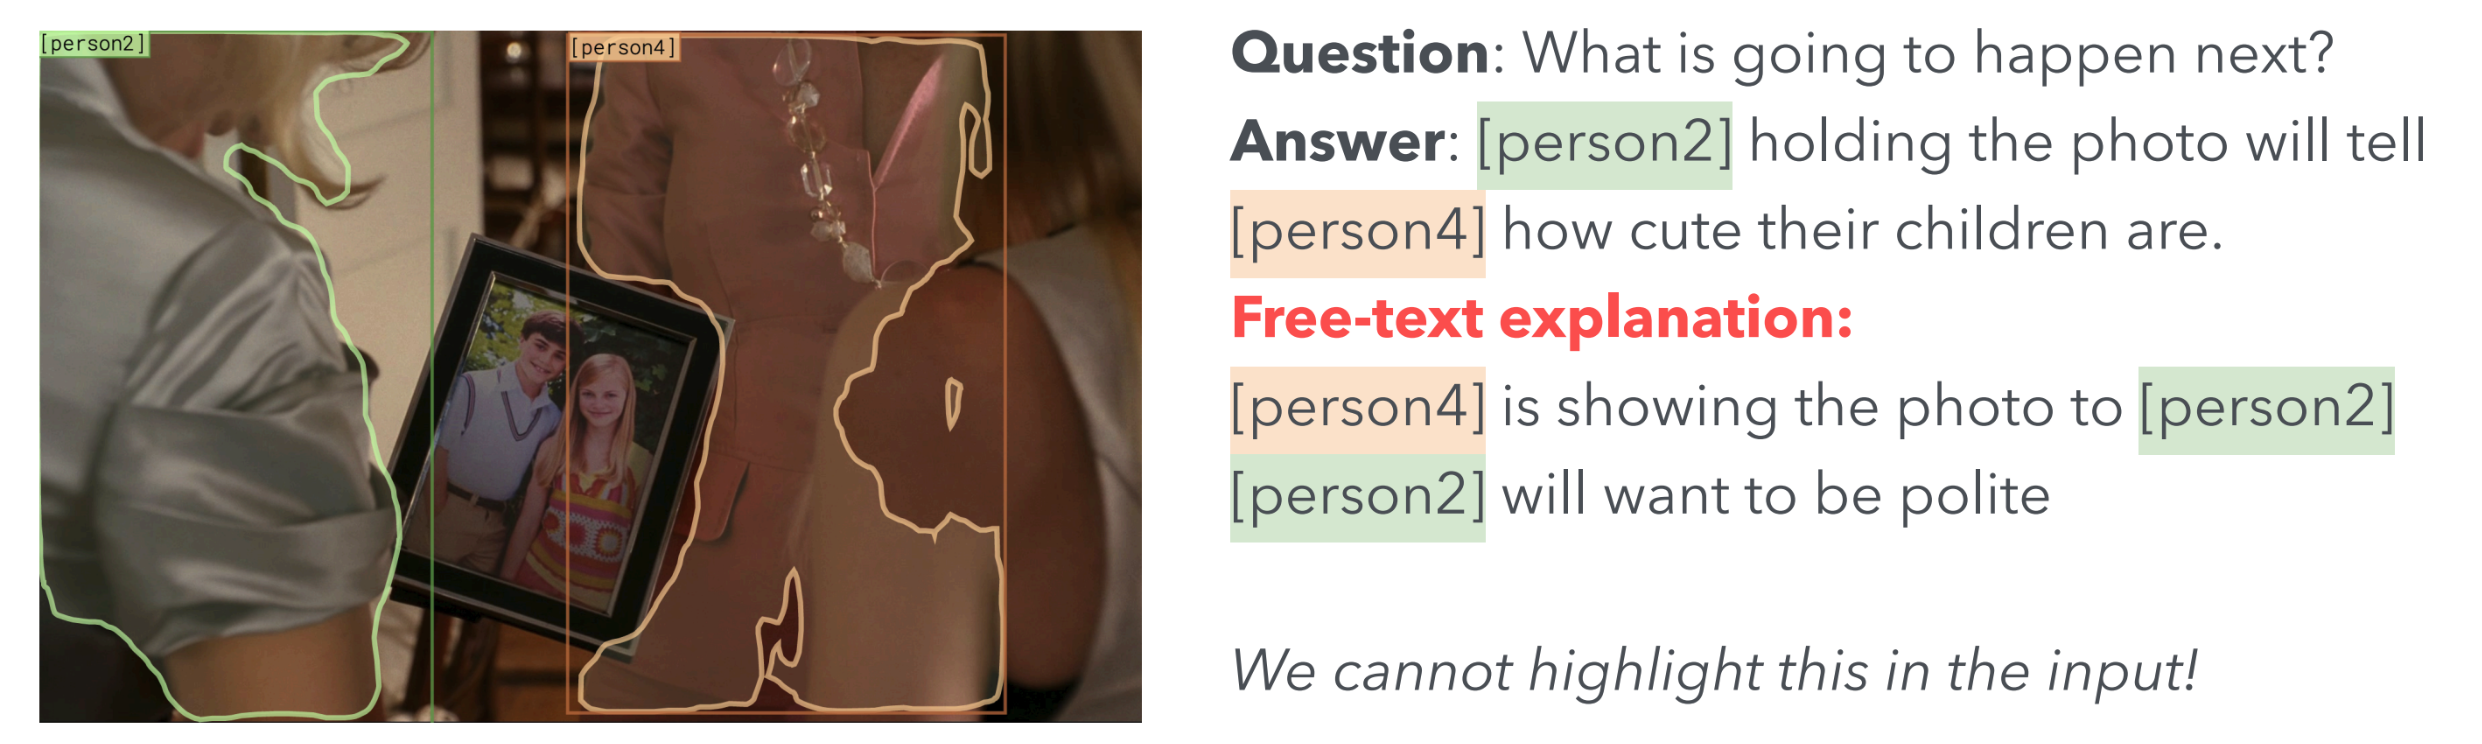 [person2]
[person4]
Question: What is going to happen next?
Answer: [person2] holding the photo will tell
[person4] how cute their children are.
Free-text explanation:
[person4] is showing the photo to [person2]
[person2] will want to be polite
We cannot highlight this in the input!